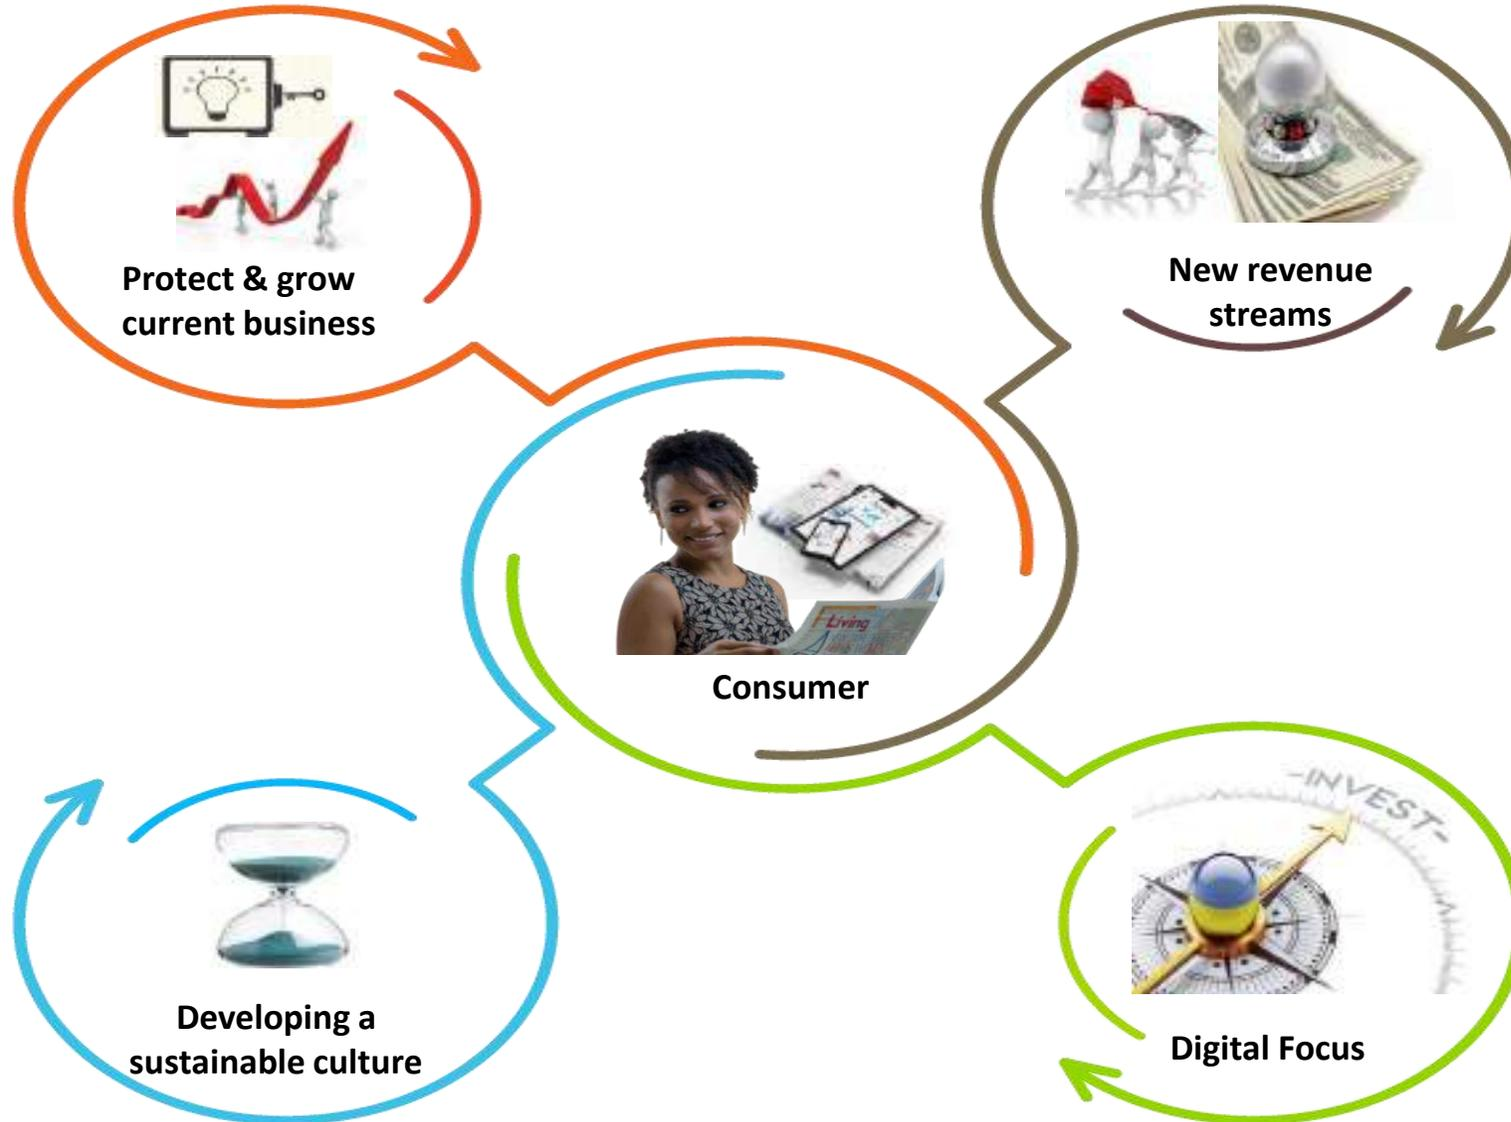 Protect & grow
current business
New revenue
streams
Living
Consumer
-INVEST-
Developing a
sustainable culture
Digital Focus